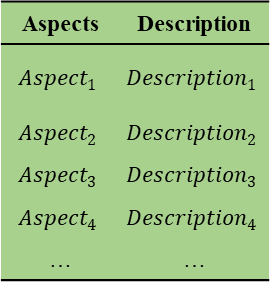 Aspects Description
Aspect₁ Description₁
Aspect₂ Description₂
Aspect₃ Description₃
Aspect₄ Description₄
... ...